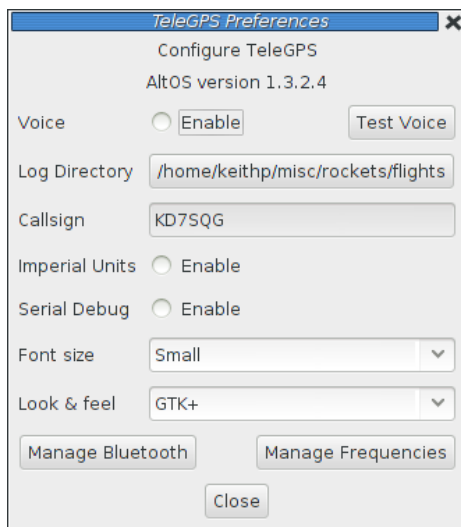 TeleGPS Preferences
Configure TeleGPS
AltOS version 1.3.2.4
Voice Enable Test Voice
Log Directory /home/keithp/misc/rockets/flights
Callsign KD7SQG
Imperial Units Enable
Serial Debug Enable
Font size Small
Look & feel GTK+
Manage Bluetooth Manage Frequencies
Close